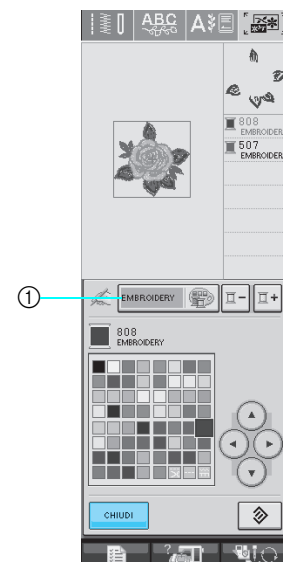 ABC
A
808
EMBROIDER
507
EMBROIDER
1
EMBROIDERY
-
+
808
EMBROIDERY
CHIUDI
?